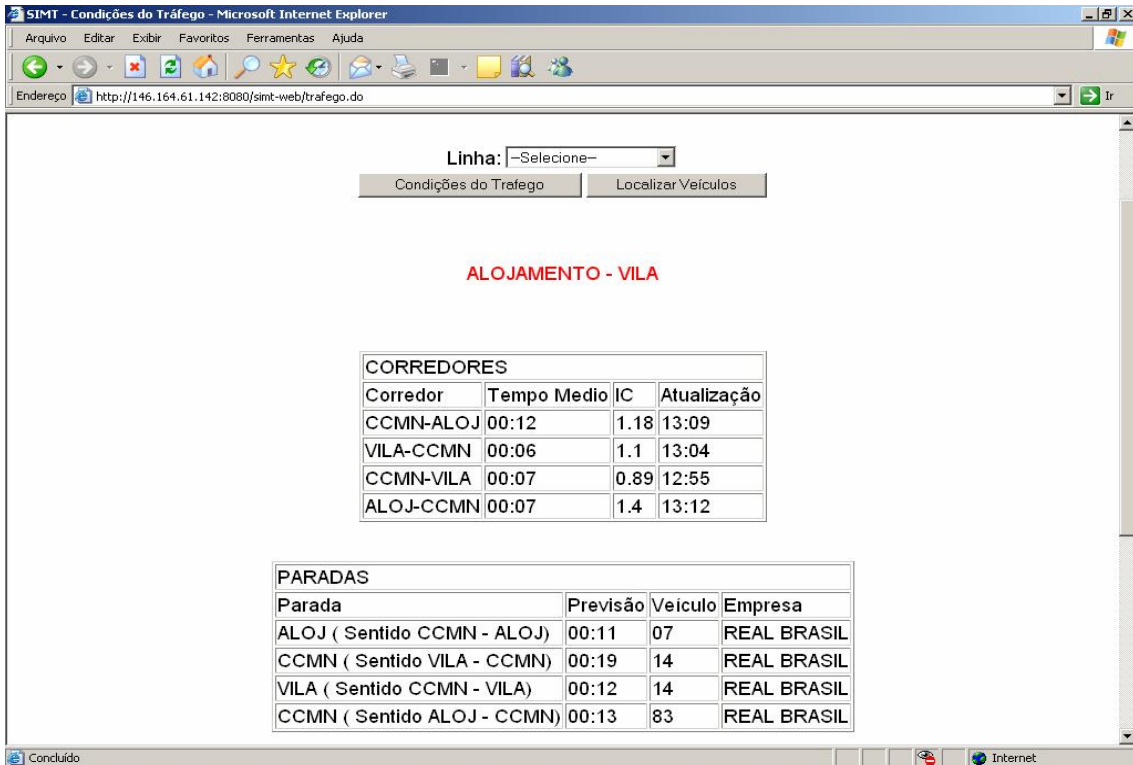 SIMT - Condições do Tráfego - Microsoft Internet Explorer
Arquivo Editar Exibir Favoritos Ferramentas Ajuda
Endereço http://146.164.61.142:8080/simt-web/trafego.do Ir
Linha: --Selecione--
Condições do Trafego Localizar Veículos
ALOJAMENTO - VILA
CORREDORES
Corredor Tempo Medio IC Atualização
CCMN-ALOJ 00:12 1.18 13:09
VILA-CCMN 00:06 1.1 13:04
CCMN-VILA 00:07 0.89 12:55
ALOJ-CCMN 00:07 1.4 13:12
PARADAS
Parada Previsão Veículo Empresa
ALOJ ( Sentido CCMN - ALOJ) 00:11 07 REAL BRASIL
CCMN ( Sentido VILA - CCMN) 00:19 14 REAL BRASIL
VILA ( Sentido CCMN - VILA) 00:12 14 REAL BRASIL
CCMN ( Sentido ALOJ - CCMN) 00:13 83 REAL BRASIL
Concluído Internet